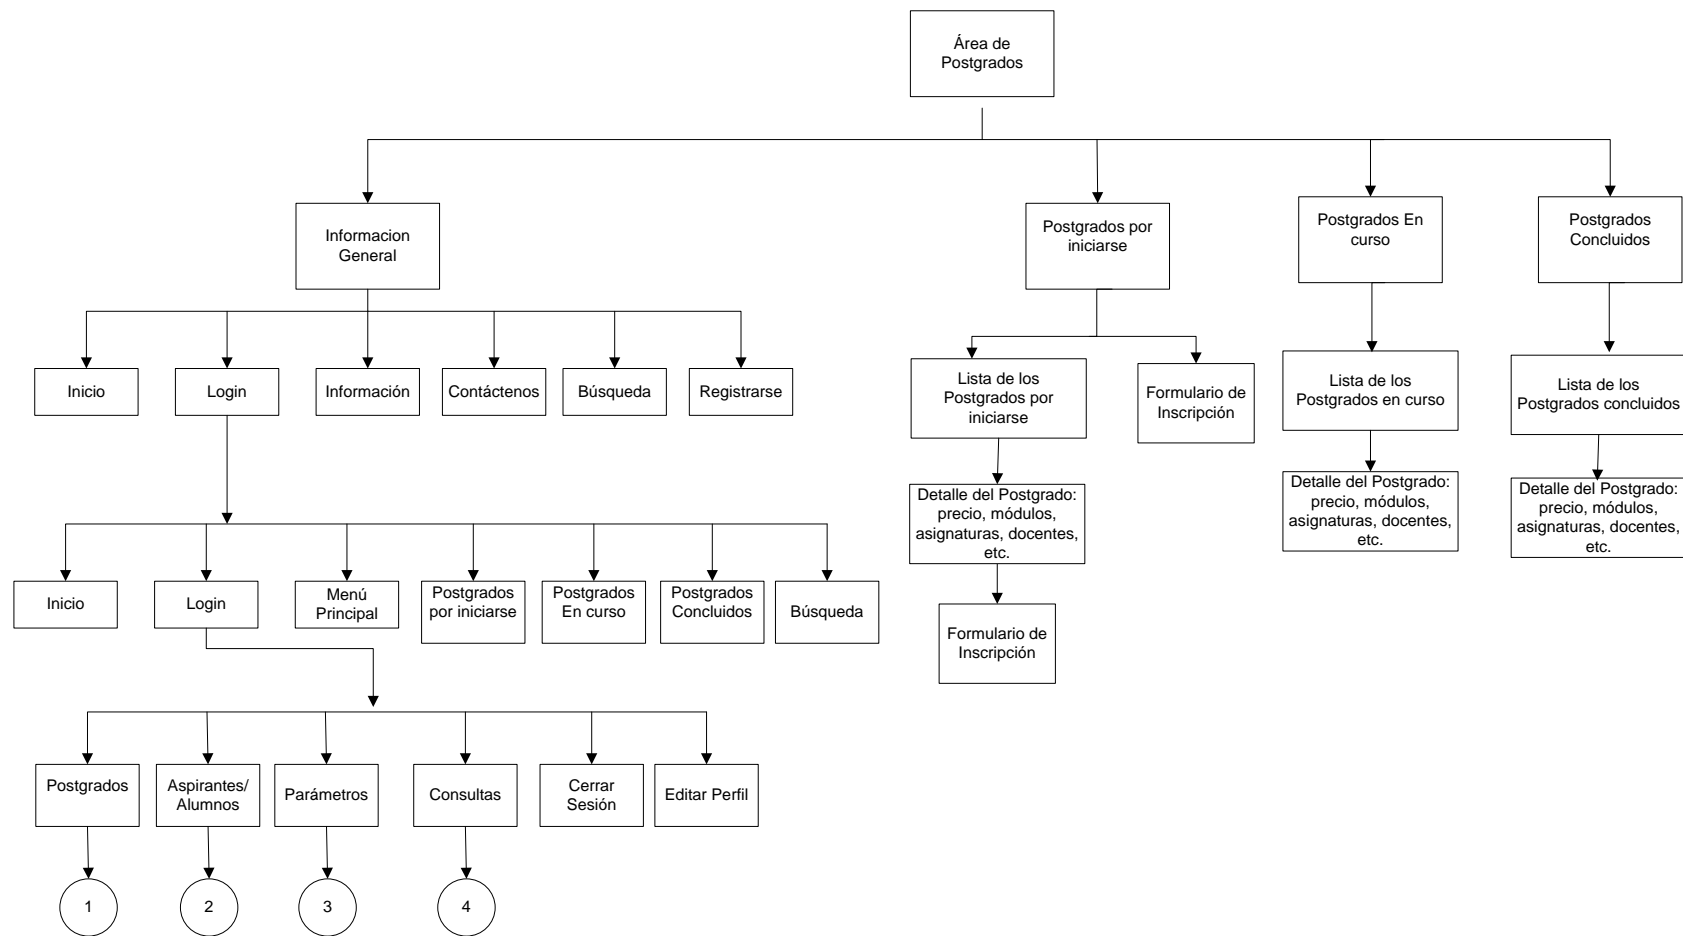 Área de
Postgrados
Informacion
General
Postgrados por
iniciarse
Postgrados En
curso
Postgrados
Concluidos
Inicio
Login
Información
Contáctenos
Búsqueda
Registrarse
Lista de los
Postgrados por
iniciarse
Formulario de
Inscripción
Lista de los
Postgrados en curso
Lista de los
Postgrados concluidos
Detalle del Postgrado:
precio, módulos,
asignaturas, docentes,
etc.
Detalle del Postgrado:
precio, módulos,
asignaturas, docentes,
etc.
Detalle del Postgrado:
precio, módulos,
asignaturas, docentes,
etc.
Inicio
Login
Menú
Principal
Postgrados
por iniciarse
Postgrados
En curso
Postgrados
Concluidos
Búsqueda
Formulario de
Inscripción
Postgrados
Aspirantes/
Alumnos
Parámetros
Consultas
Cerrar
Sesión
Editar Perfil
1
2
3
4